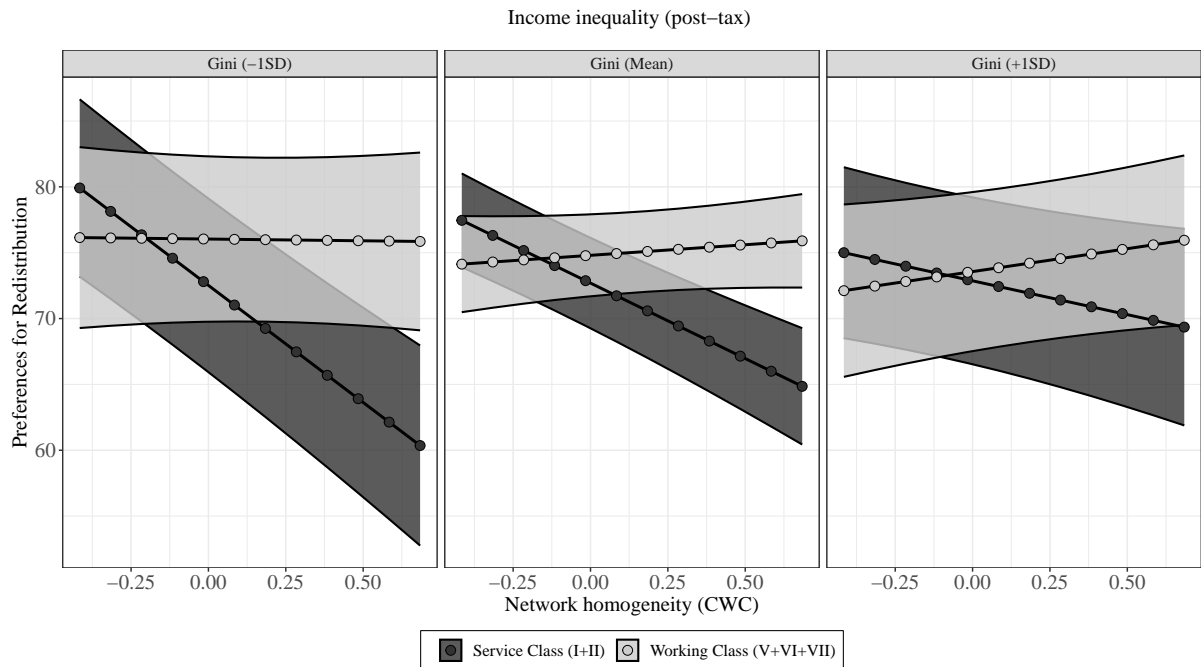 Income inequality (post−tax)
Gini (−1SD)
Gini (Mean)
Gini (+1SD)
Preferences for Redistribution
80
70
60
−0.25 0.00 0.25 0.50
−0.25 0.00 0.25 0.50
−0.25 0.00 0.25 0.50
Network homogeneity (CWC)
Service Class (I+II)
Working Class (V+VI+VII)